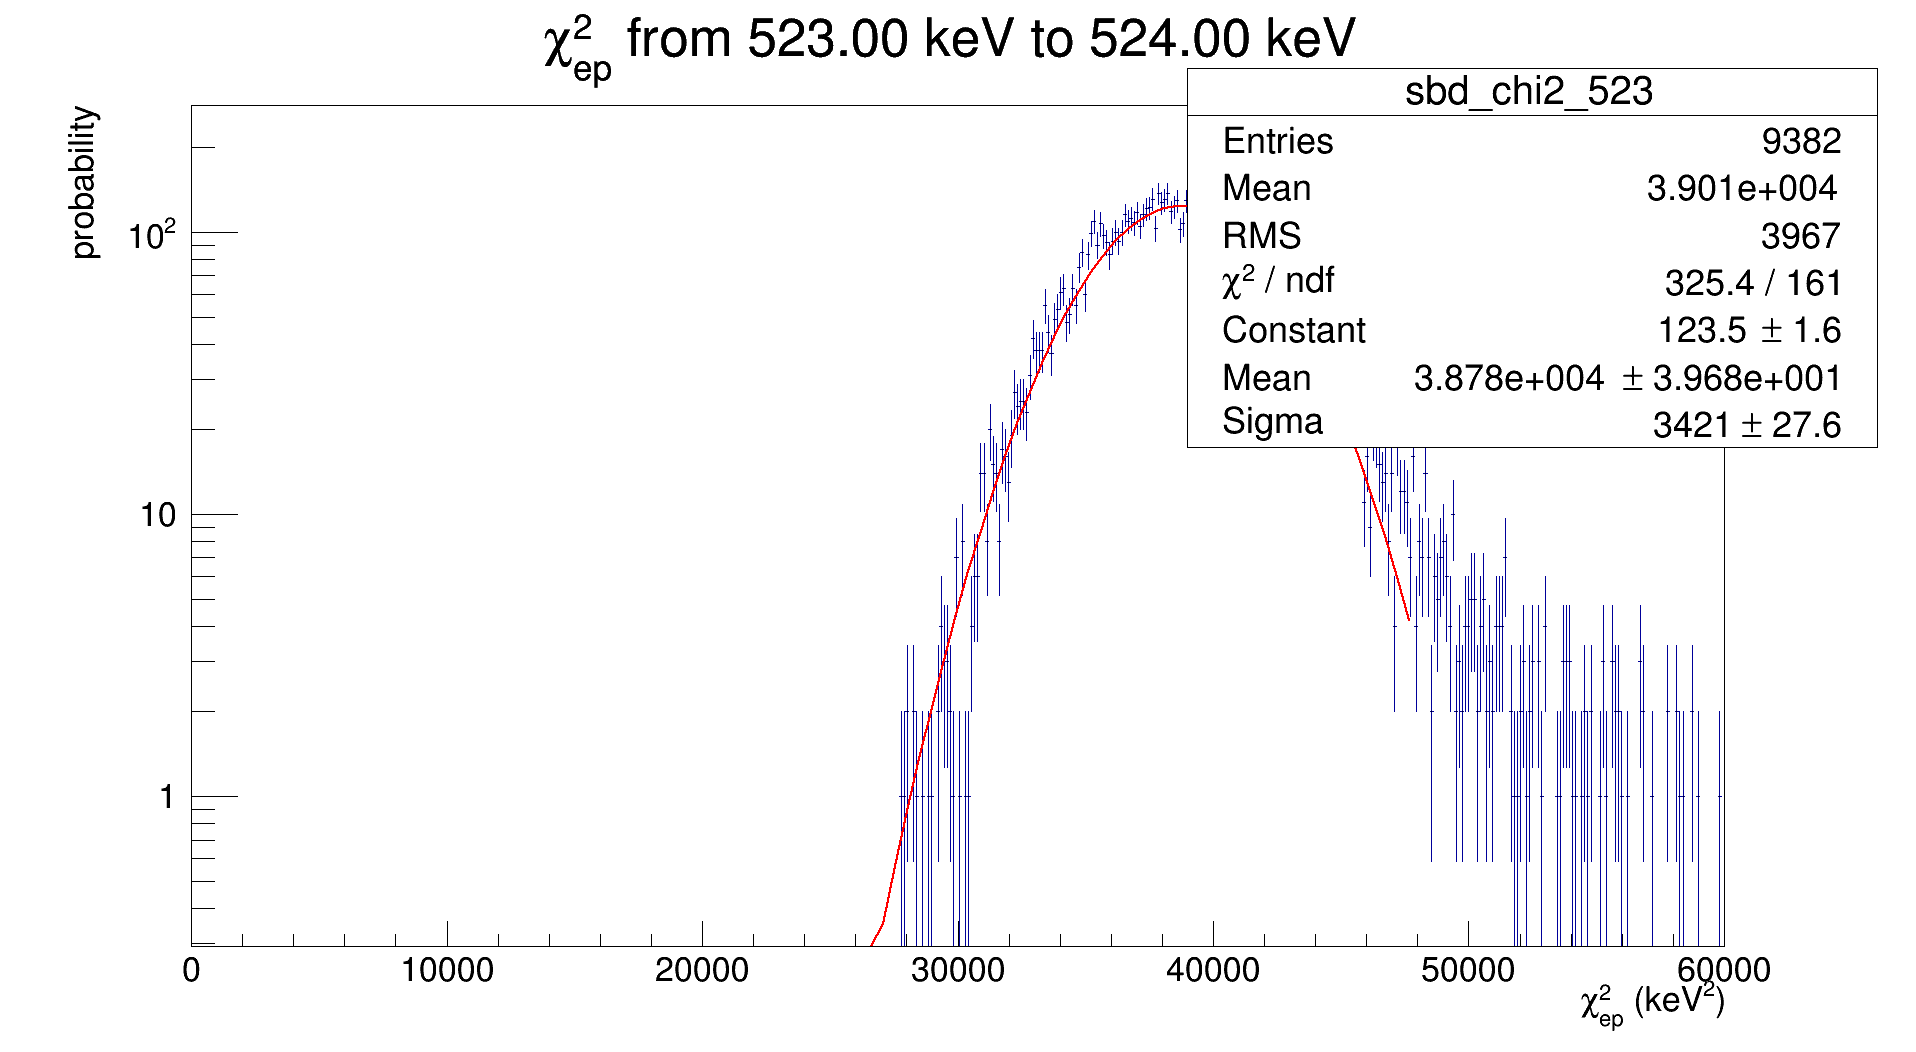 χ²ep from 523.00 keV to 524.00 keV
sbd_chi2_523
Entries 9382
Mean 3.901e+004
RMS 3967
χ² / ndf 325.4 / 161
Constant 123.5 ± 1.6
Mean 3.878e+004 ± 3.968e+001
Sigma 3421 ± 27.6
probability
10²
10
1
0 10000 20000 30000 40000 50000 60000
χ²ep (keV²)